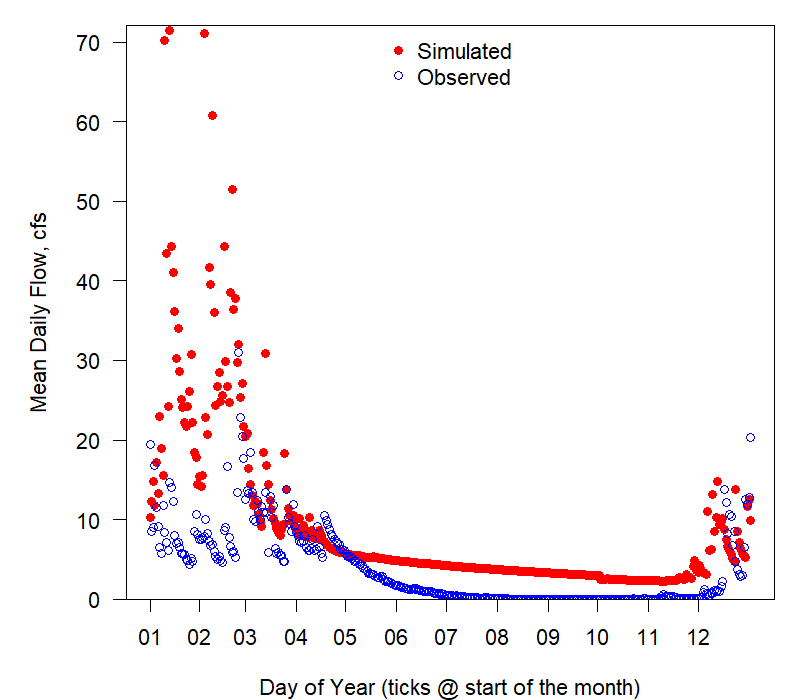 Simulated
Observed
70
60
50
40
30
20
10
0
Mean Daily Flow, cfs
01 02 03 04 05 06 07 08 09 10 11 12
Day of Year (ticks @ start of the month)